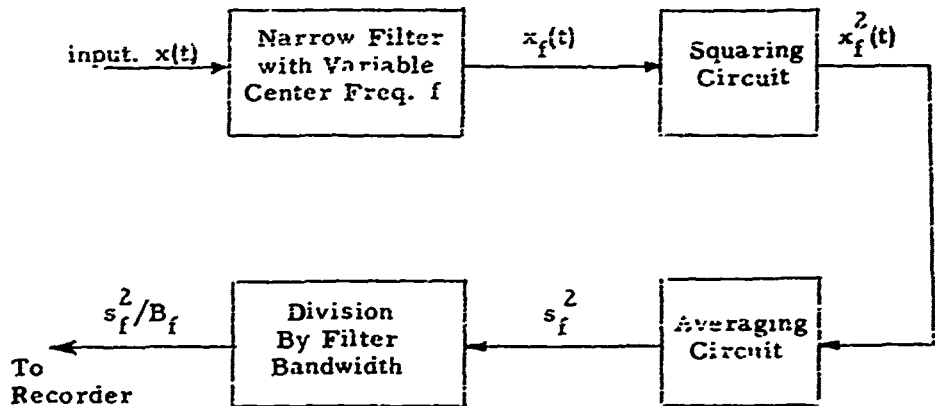 input. x(t)
Narrow Filter
with Variable
Center Freq. f
x_f(t)
Squaring
Circuit
x_f^2(t)
Averaging
Circuit
s_f^2
Division
By Filter
Bandwidth
s_f^2/B_f
To
Recorder